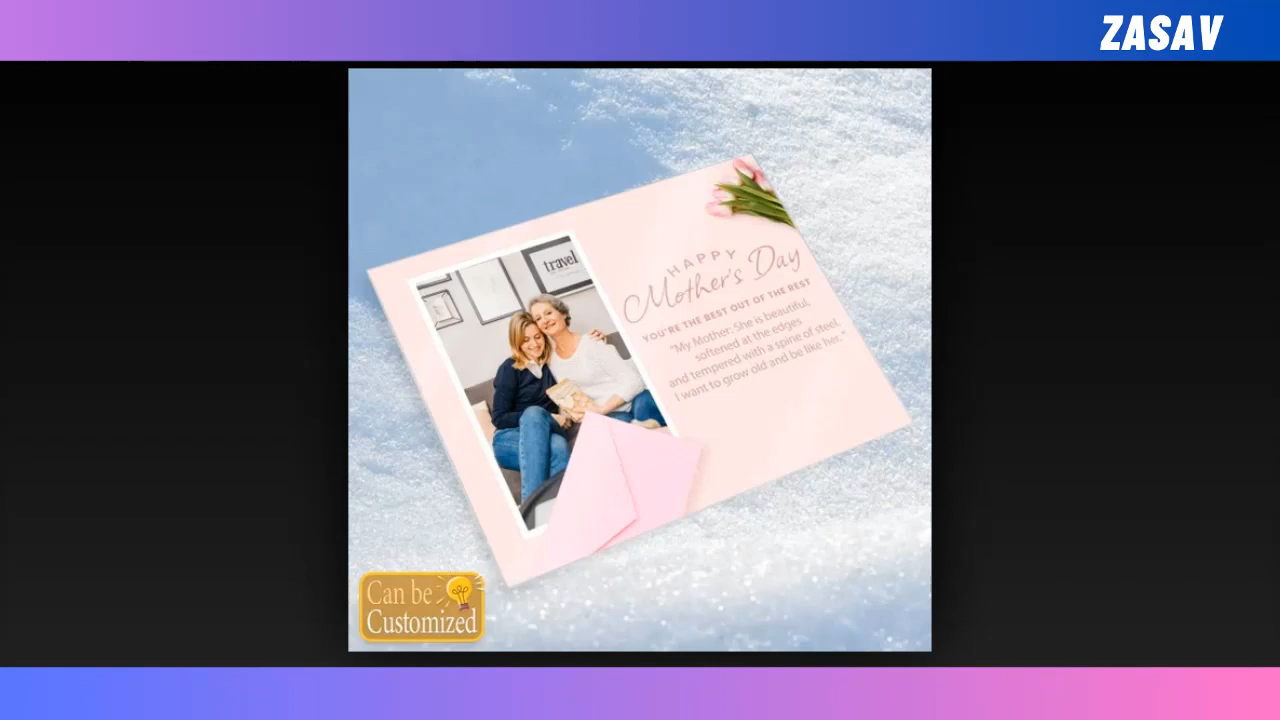 ZASAV
travel
HAPPY
Mother's Day
YOU'RE THE BEST OUT OF THE REST
"My Mother: She is beautiful,
softened at the edges
and tempered with a spine of steel.
I want to grow old and be like her."
Can be
Customized